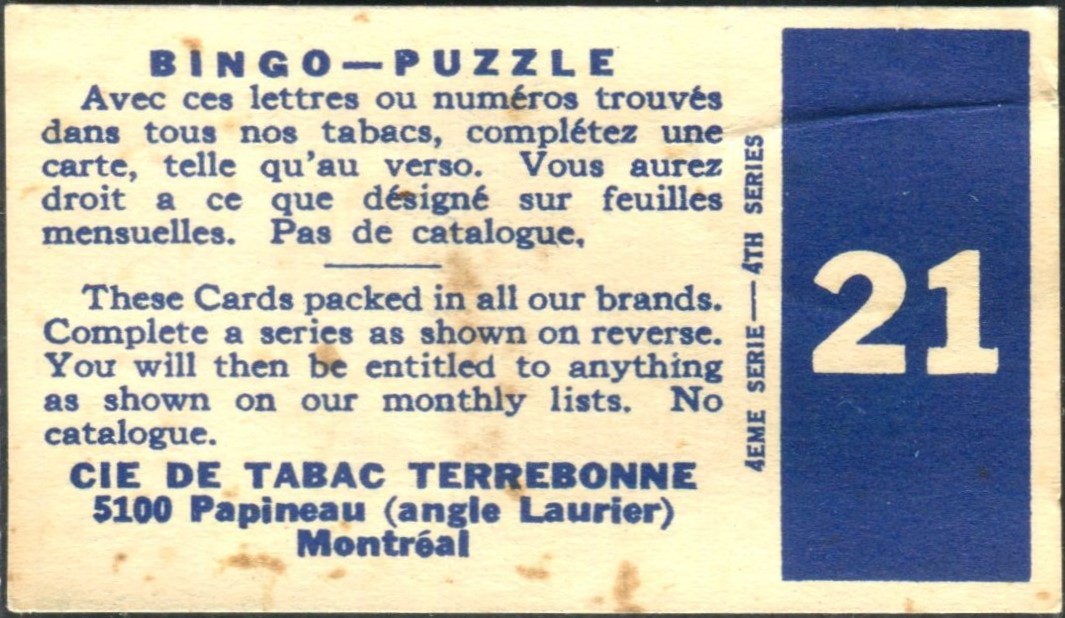 BINGO—PUZZLE
Avec ces lettres ou numéros trouvés
dans tous nos tabacs, complétez une
carte, telle qu'au verso. Vous aurez
droit a ce que désigné sur feuilles
mensuelles. Pas de catalogue.
These Cards packed in all our brands.
Complete a series as shown on reverse.
You will then be entitled to anything
as shown on our monthly lists. No
catalogue.
CIE DE TABAC TERREBONNE
5100 Papineau (angle Laurier)
Montréal
4EME SERIE—4TH SERIES
21